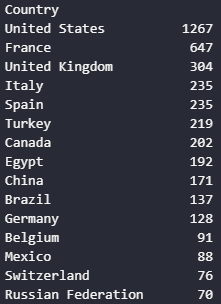 Country
United States 1267
France 647
United Kingdom 304
Italy 235
Spain 235
Turkey 219
Canada 202
Egypt 192
China 171
Brazil 137
Germany 128
Belgium 91
Mexico 88
Switzerland 76
Russian Federation 70